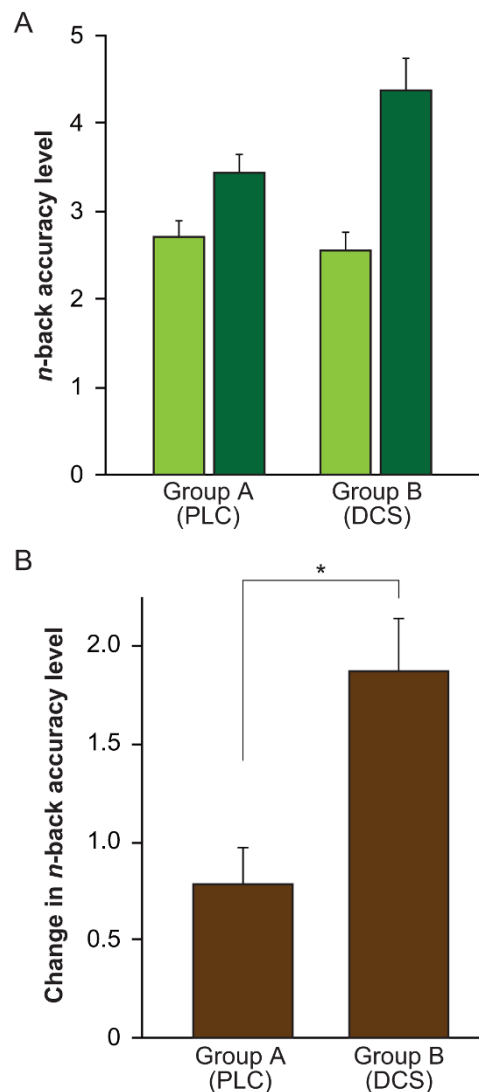 A
n-back accuracy level
5
4
3
2
1
0
Group A
(PLC)
Group B
(DCS)
B
Change in n-back accuracy level
*
2.0
1.5
1.0
0.5
0
Group A
(PLC)
Group B
(DCS)